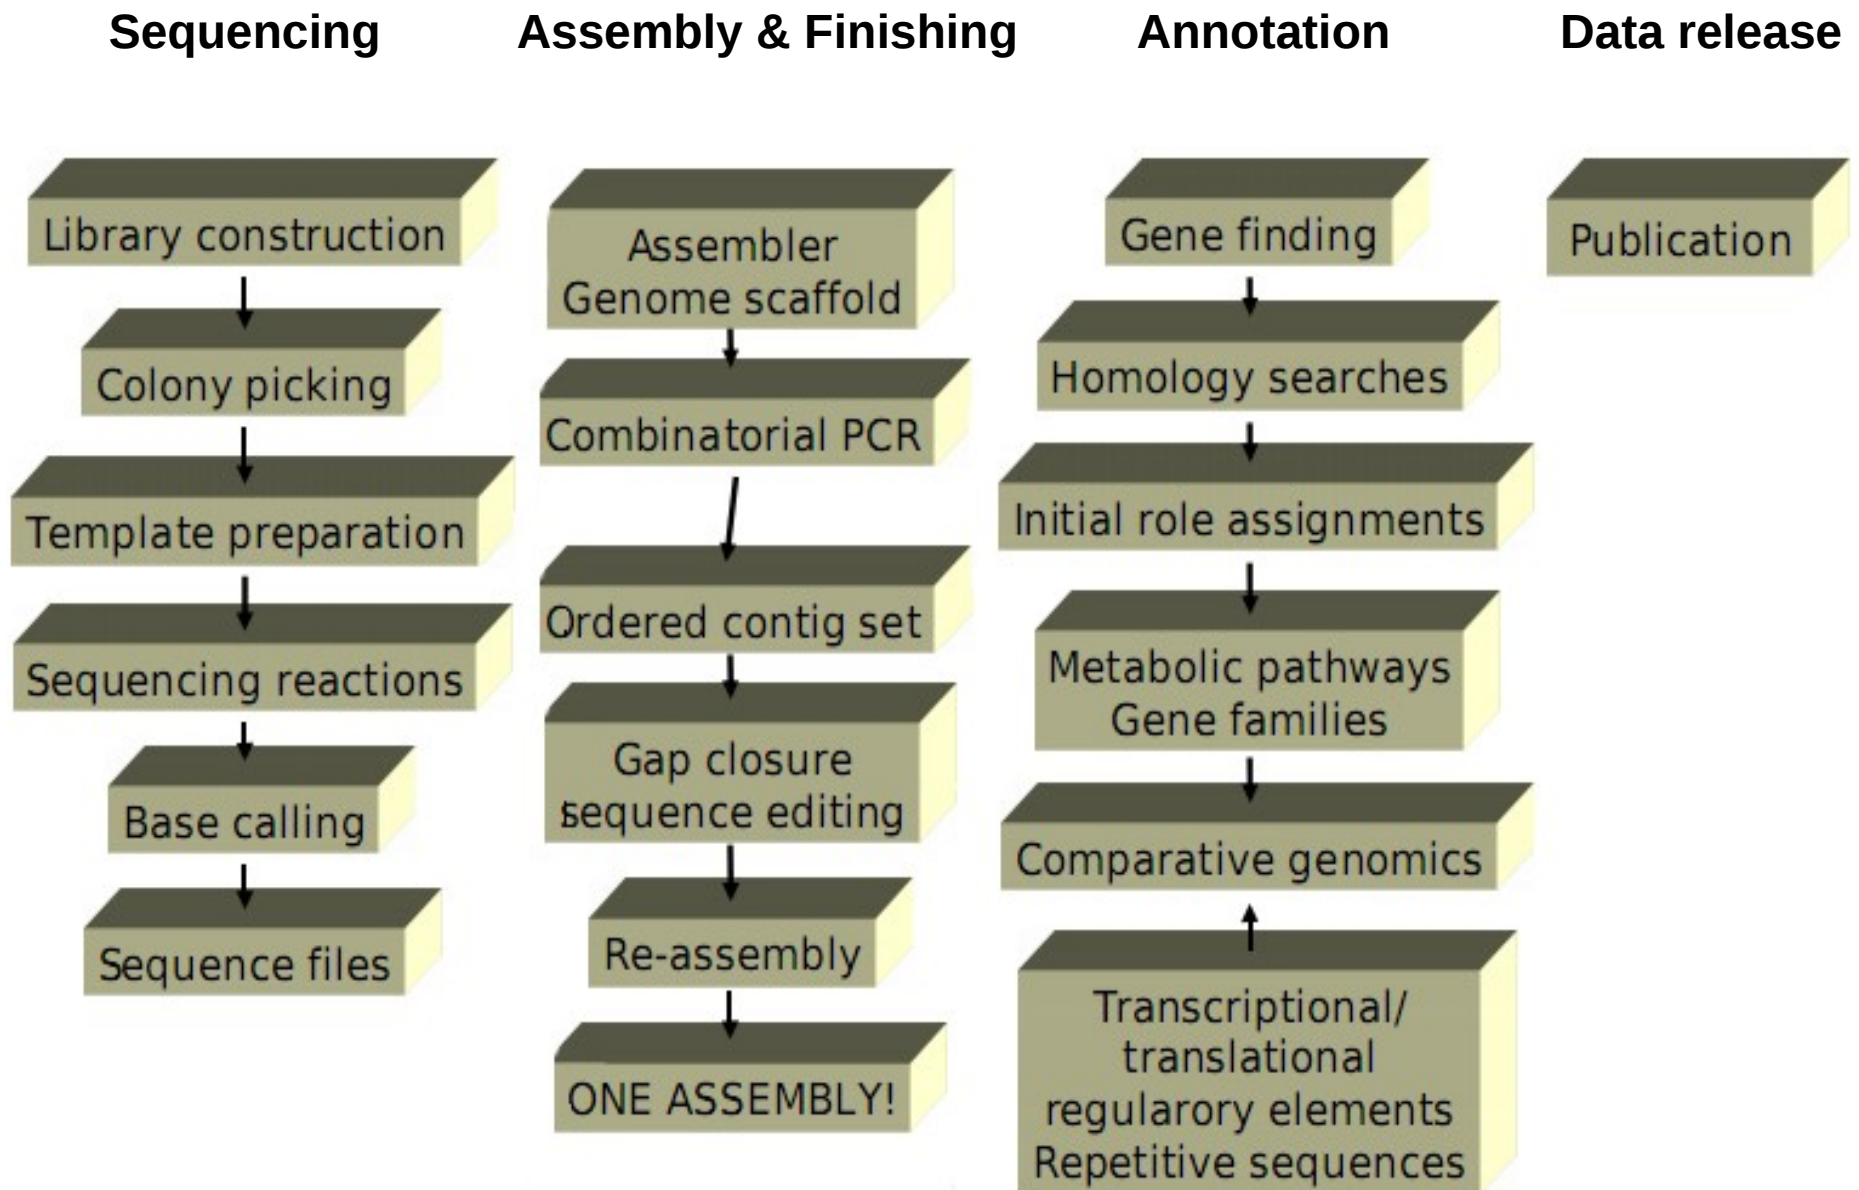 Sequencing
Assembly & Finishing
Annotation
Data release
Library construction
Colony picking
Template preparation
Sequencing reactions
Base calling
Sequence files
Assembler
Genome scaffold
Combinatorial PCR
Ordered contig set
Gap closure
sequence editing
Re-assembly
ONE ASSEMBLY!
Gene finding
Homology searches
Initial role assignments
Metabolic pathways
Gene families
Comparative genomics
Transcriptional/
translational
regularory elements
Repetitive sequences
Publication